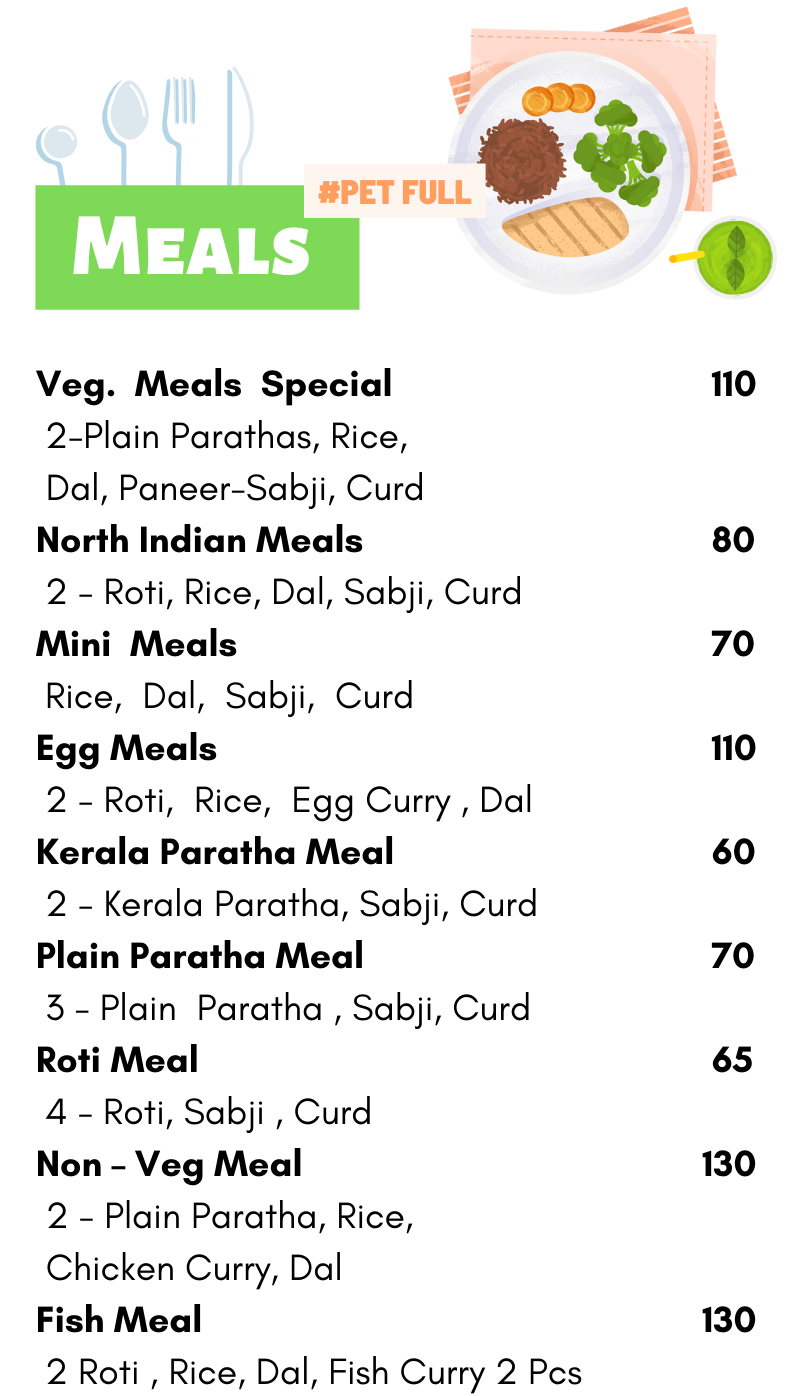 #PET FULL
MEALS
Veg. Meals Special 110
2-Plain Parathas, Rice,
Dal, Paneer-Sabji, Curd
North Indian Meals 80
2 - Roti, Rice, Dal, Sabji, Curd
Mini Meals 70
Rice, Dal, Sabji, Curd
Egg Meals 110
2 - Roti, Rice, Egg Curry , Dal
Kerala Paratha Meal 60
2 - Kerala Paratha, Sabji, Curd
Plain Paratha Meal 70
3 - Plain Paratha , Sabji, Curd
Roti Meal 65
4 - Roti, Sabji , Curd
Non - Veg Meal 130
2 - Plain Paratha, Rice,
Chicken Curry, Dal
Fish Meal 130
2 Roti , Rice, Dal, Fish Curry 2 Pcs